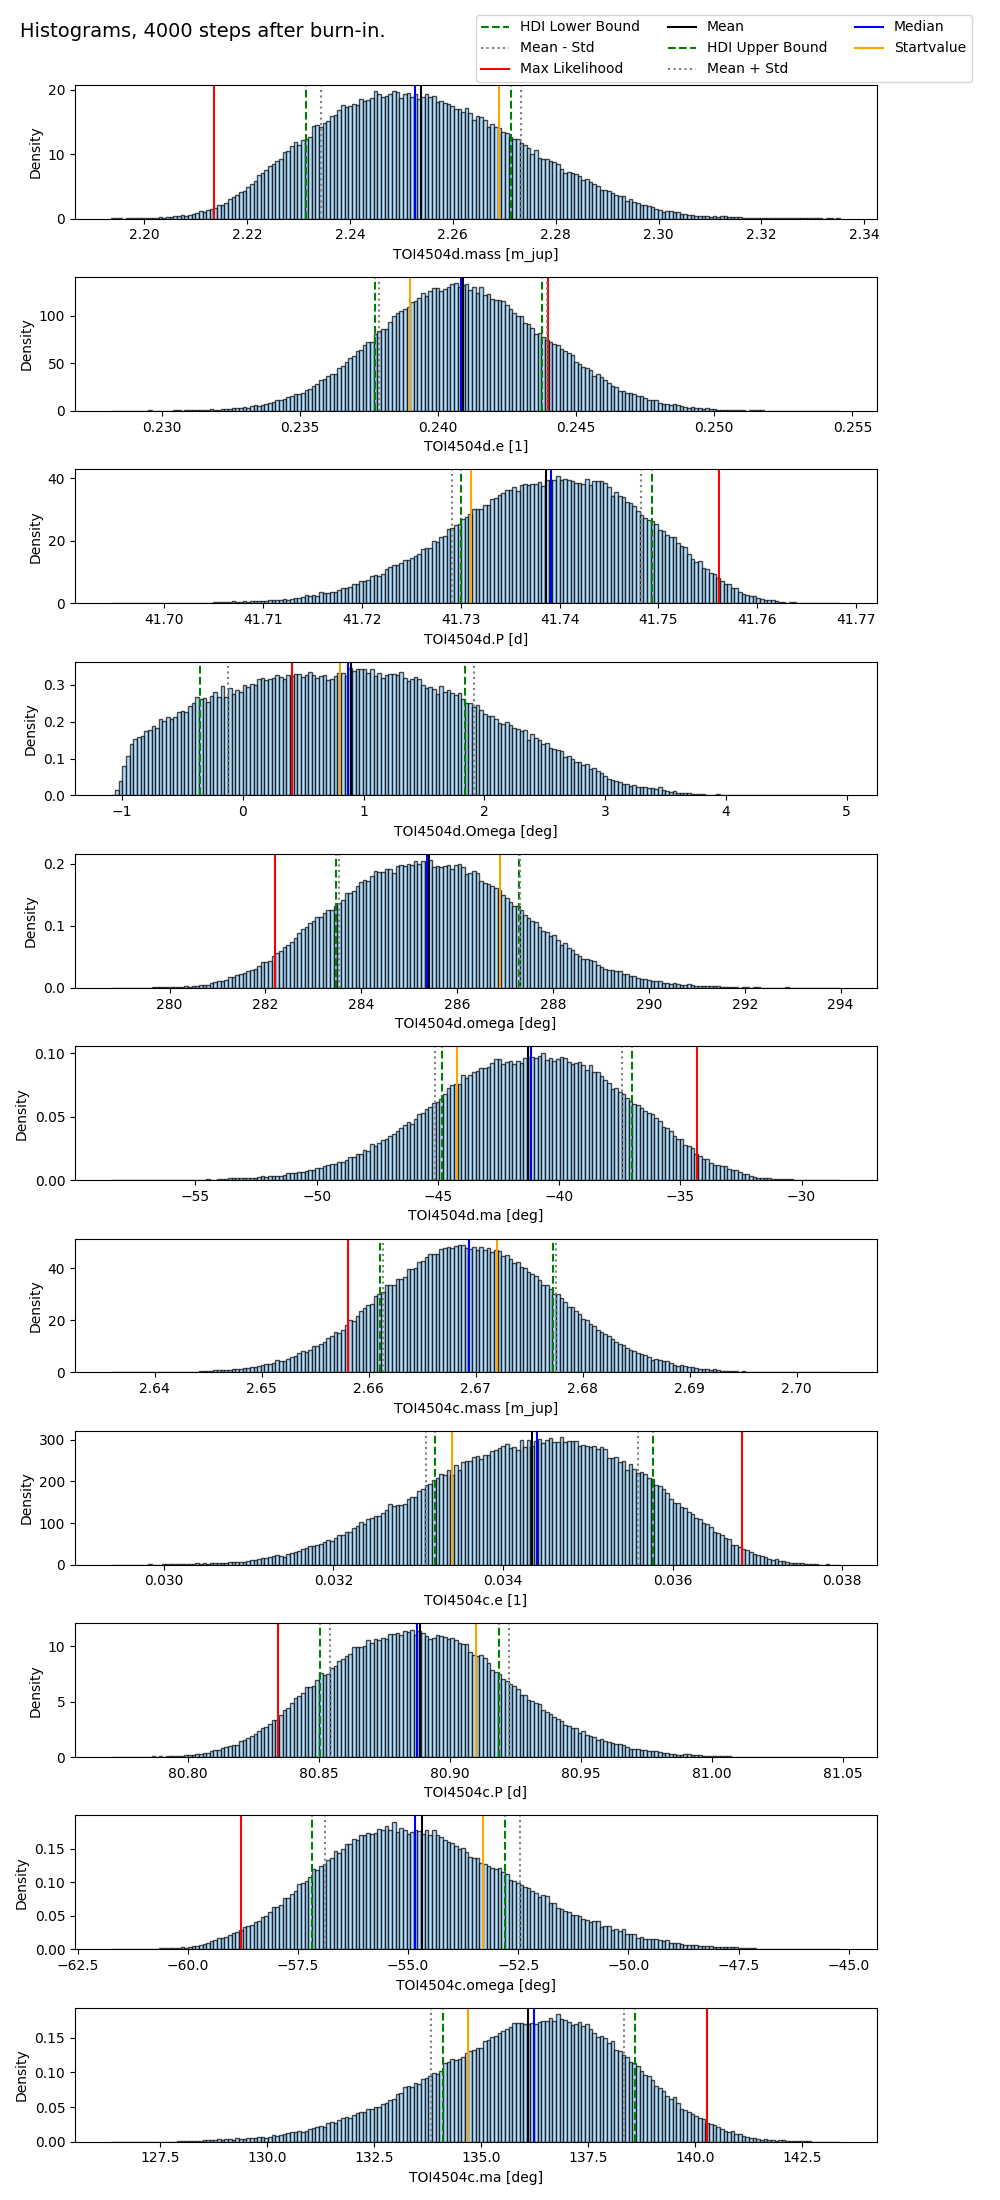 Histograms, 4000 steps after burn-in.
HDI Lower Bound Mean Median
Mean - Std HDI Upper Bound Startvalue
Max Likelihood Mean + Std
Density
20
10
0
2.20 2.22 2.24 2.26 2.28 2.30 2.32 2.34
TOI4504d.mass [m_jup]
Density
100
50
0
0.230 0.235 0.240 0.245 0.250 0.255
TOI4504d.e [1]
Density
40
20
0
41.70 41.71 41.72 41.73 41.74 41.75 41.76 41.77
TOI4504d.P [d]
Density
0.3
0.2
0.1
0.0
−1 0 1 2 3 4 5
TOI4504d.Omega [deg]
Density
0.2
0.1
0.0
280 282 284 286 288 290 292 294
TOI4504d.omega [deg]
Density
0.10
0.05
0.00
−55 −50 −45 −40 −35 −30
TOI4504d.ma [deg]
Density
40
20
0
2.64 2.65 2.66 2.67 2.68 2.69 2.70
TOI4504c.mass [m_jup]
Density
300
200
100
0
0.030 0.032 0.034 0.036 0.038
TOI4504c.e [1]
Density
10
5
0
80.80 80.85 80.90 80.95 81.00 81.05
TOI4504c.P [d]
Density
0.15
0.10
0.05
0.00
−62.5 −60.0 −57.5 −55.0 −52.5 −50.0 −47.5 −45.0
TOI4504c.omega [deg]
Density
0.15
0.10
0.05
0.00
127.5 130.0 132.5 135.0 137.5 140.0 142.5
TOI4504c.ma [deg]